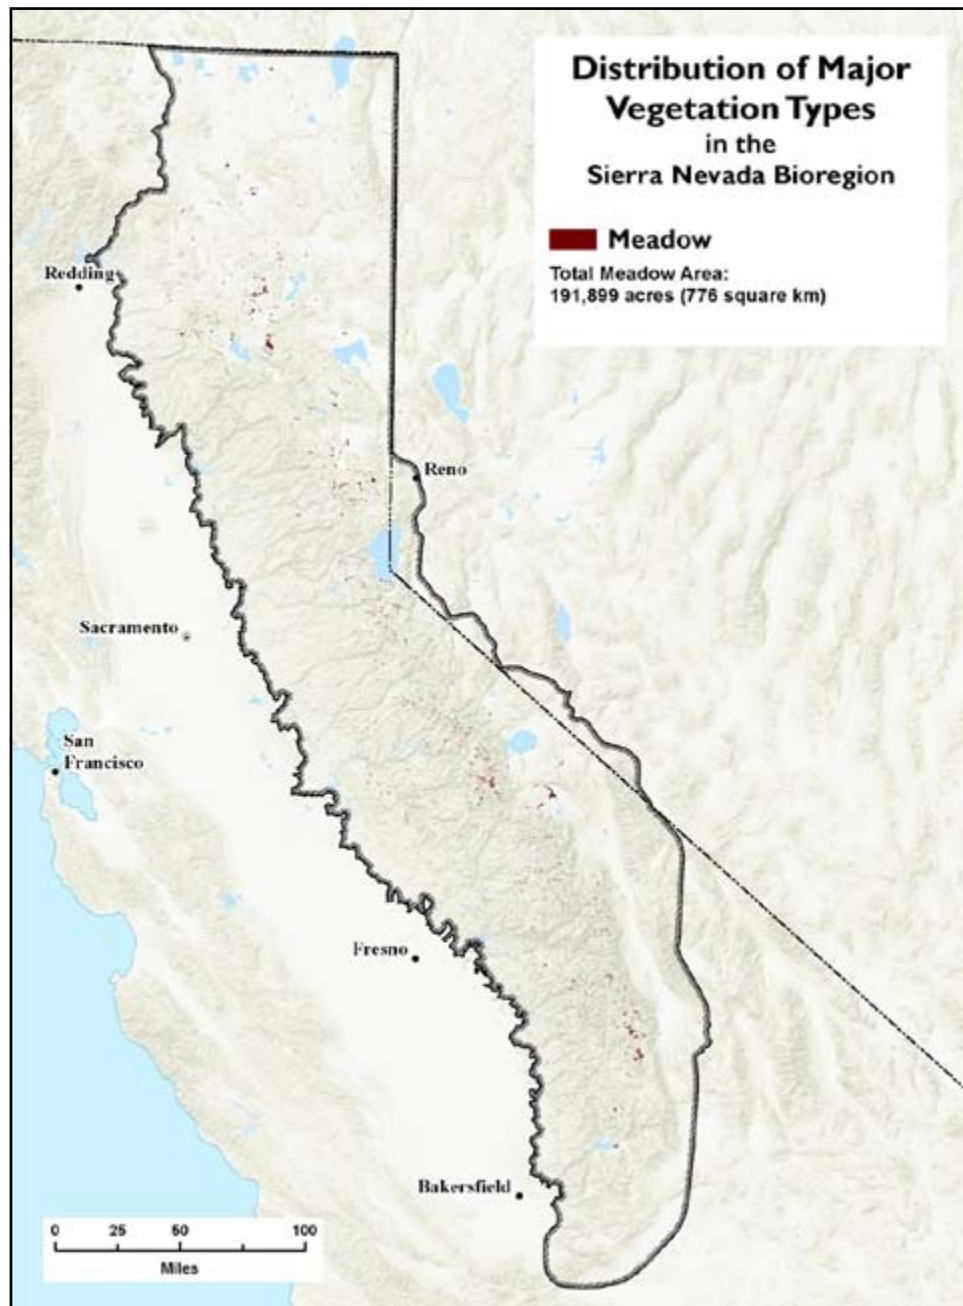 Distribution of Major
Vegetation Types
in the
Sierra Nevada Bioregion
Meadow
Total Meadow Area:
191,899 acres (776 square km)
Redding
Reno
Sacramento
San
Francisco
Fresno
Bakersfield
0 25 50 100
Miles